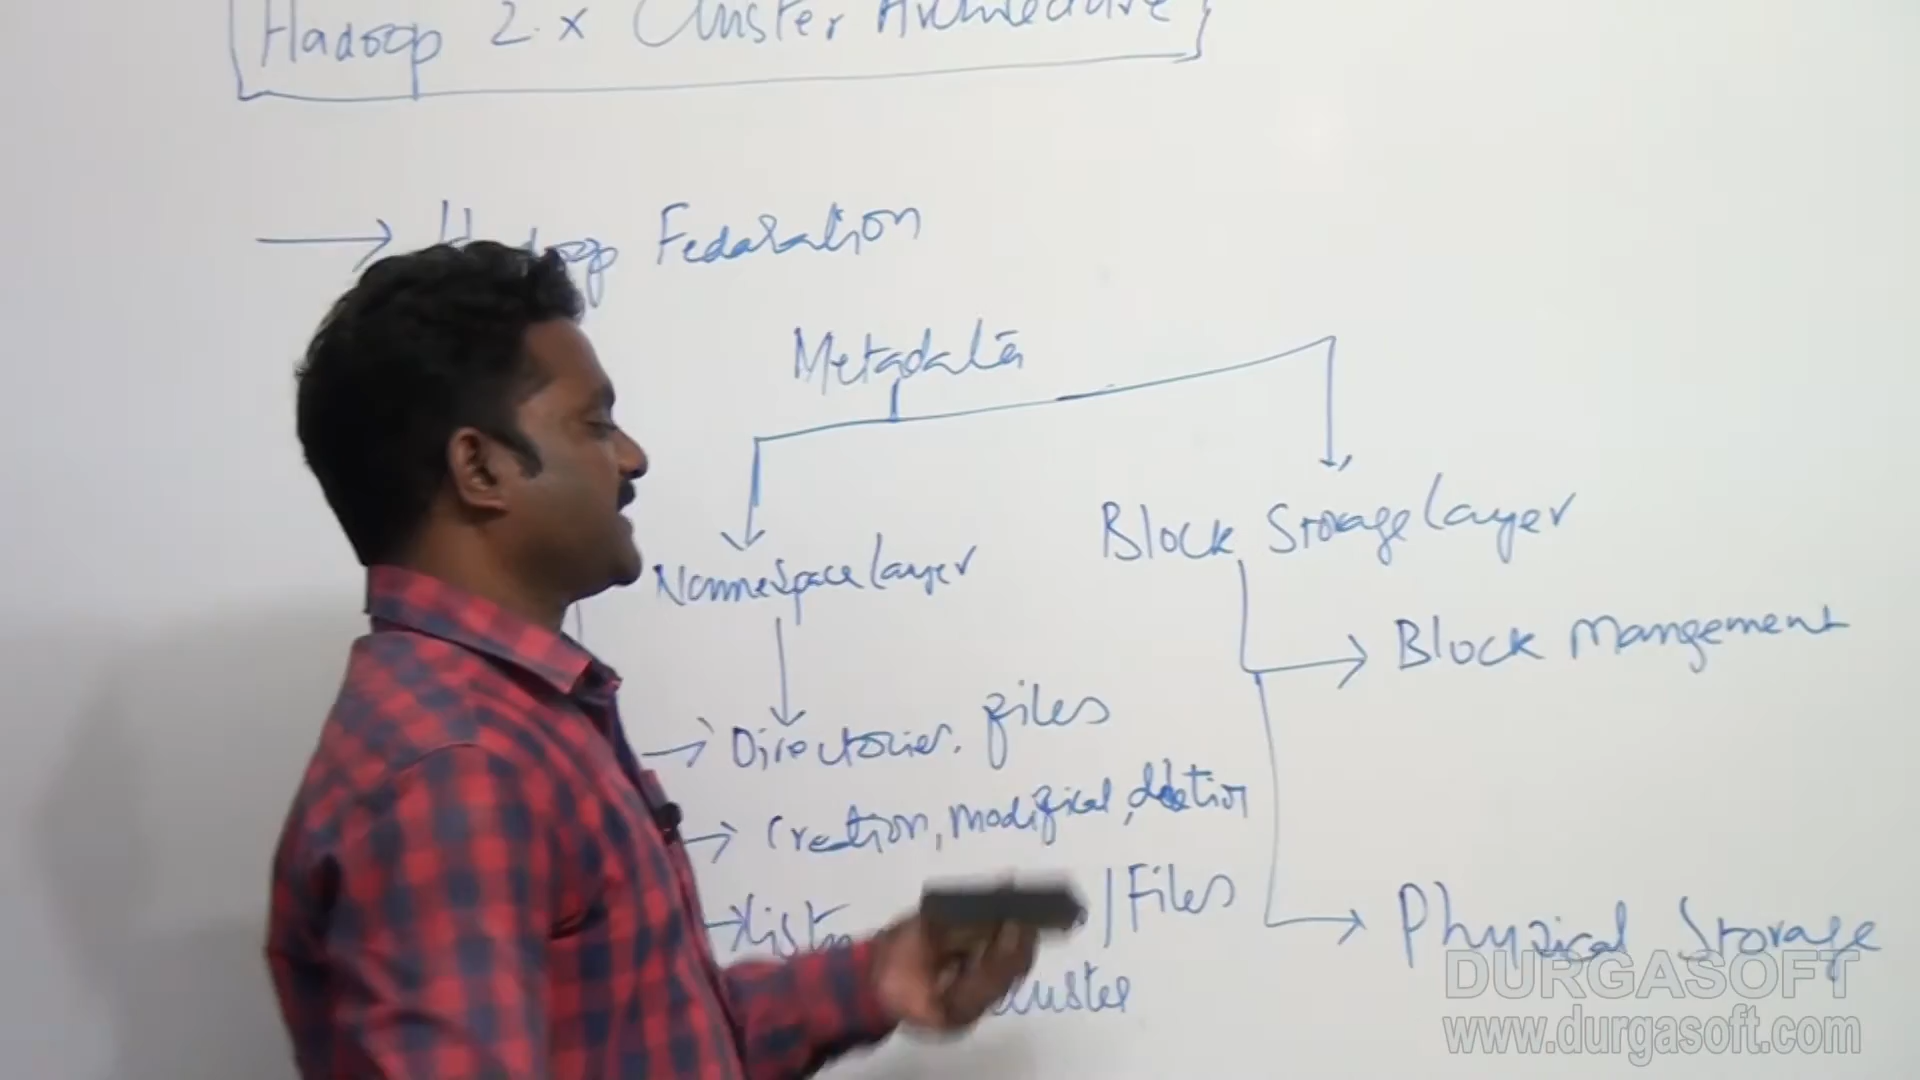 Hadoop 2.x Cluster Architecture
Hadoop Fedaration
Metadata
Namespace layer
Block Storage layer
Block Mangement
Directories, files
Creation, modifical, deletion
/ Files
cluster
Physical Storage
DURGASOFT
www.durgasoft.com